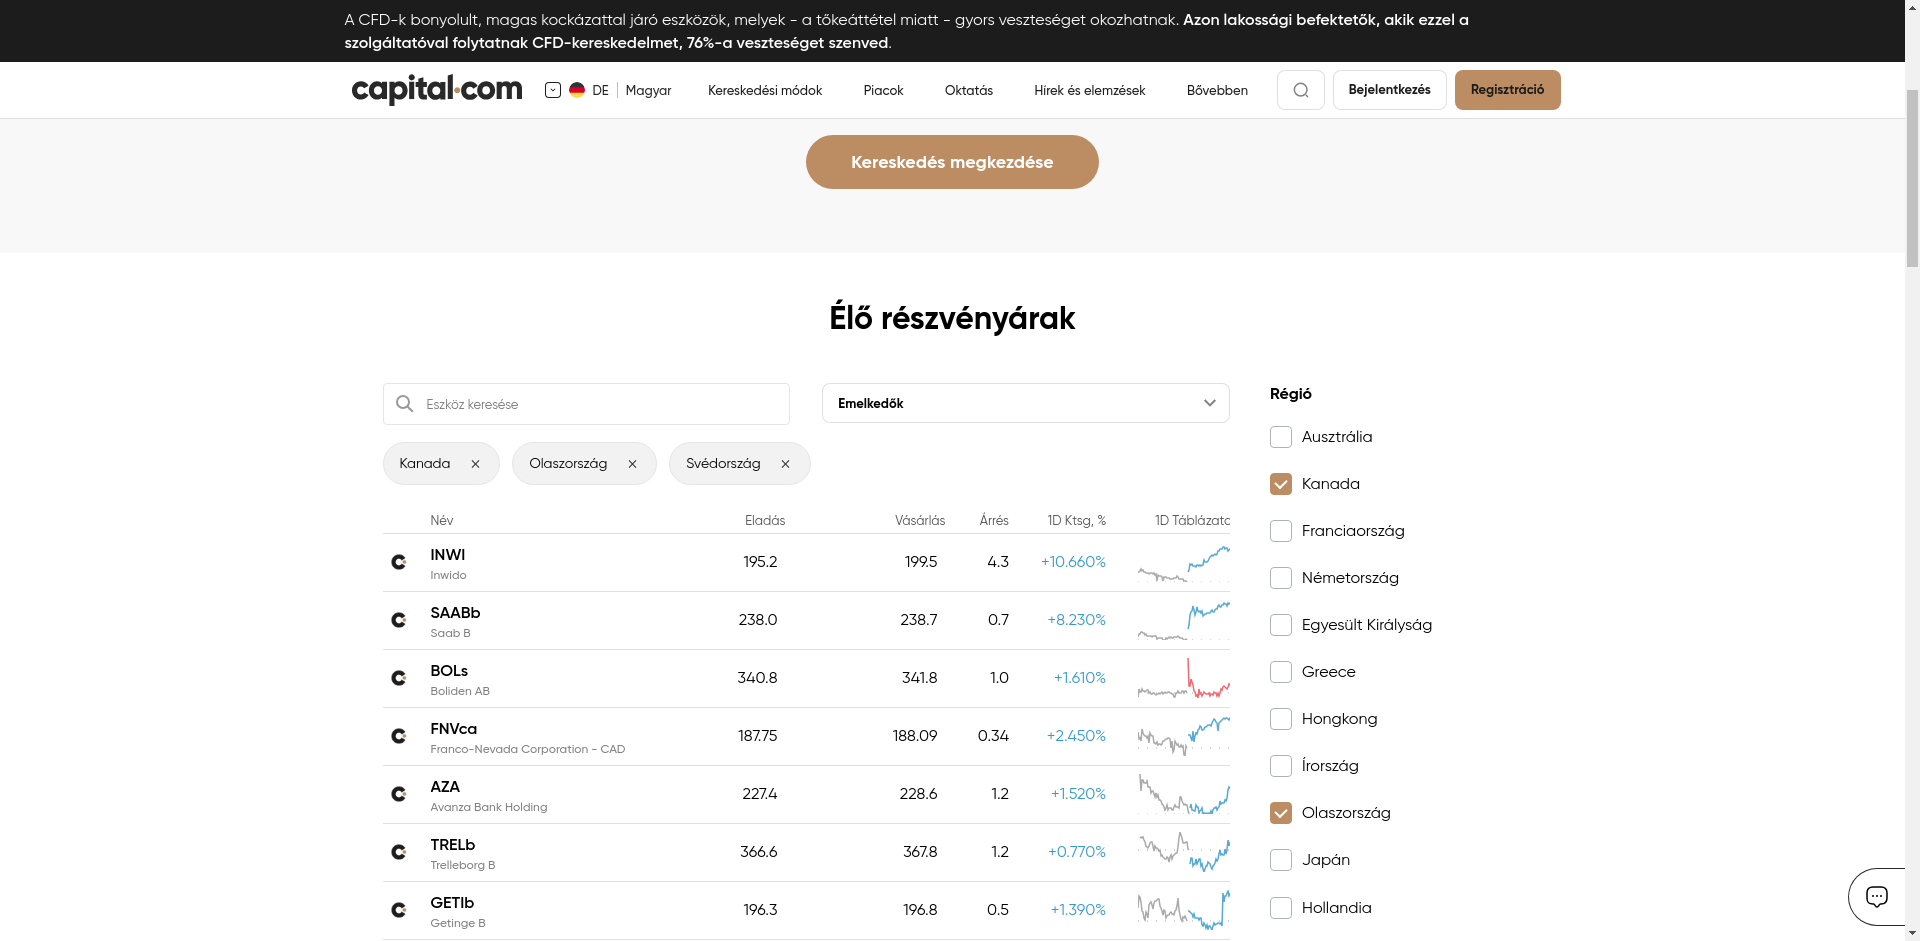 A CFD-k bonyolult, magas kockázattal járó eszközök, melyek - a tőkeáttétel miatt - gyors veszteséget okozhatnak. Azon lakossági befektetők, akik ezzel a
szolgáltatóval folytatnak CFD-kereskedelmet, 76%-a veszteséget szenved.
capital.com DE Magyar Kereskedési módok Piacok Oktatás Hírek és elemzések Bővebben Bejelentkezés Regisztráció
Kereskedés megkezdése
Élő részvényárak
Eszköz keresése
Emelkedők
Kanada Olaszország Svédország
Név Eladás Vásárlás Árrés 1D Ktsg, % 1D Táblázatc
INWI 195.2 199.5 4.3 +10.660%
Inwido
SAABb 238.0 238.7 0.7 +8.230%
Saab B
BOLs 340.8 341.8 1.0 +1.610%
Boliden AB
FNVca 187.75 188.09 0.34 +2.450%
Franco-Nevada Corporation - CAD
AZA 227.4 228.6 1.2 +1.520%
Avanza Bank Holding
TRELb 366.6 367.8 1.2 +0.770%
Trelleborg B
GETIb 196.3 196.8 0.5 +1.390%
Getinge B
Régió
Ausztrália
Kanada
Franciaország
Németország
Egyesült Királyság
Greece
Hongkong
Írország
Olaszország
Japán
Hollandia